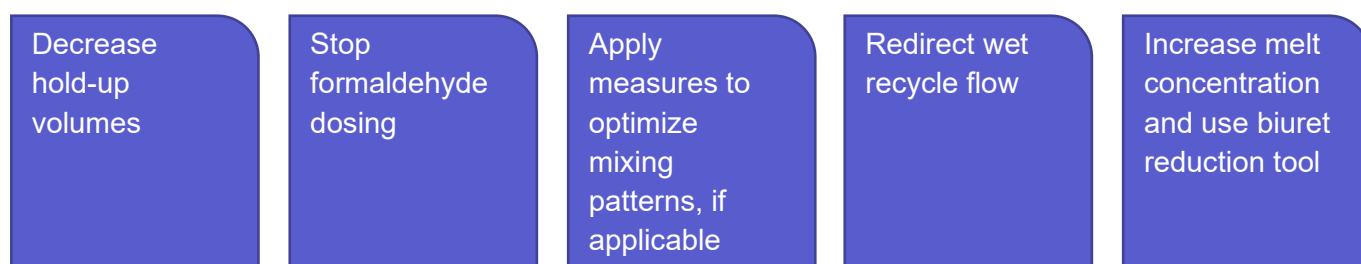 Decrease
hold-up
volumes
Stop
formaldehyde
dosing
Apply
measures to
optimize
mixing
patterns, if
applicable
Redirect wet
recycle flow
Increase melt
concentration
and use biuret
reduction tool